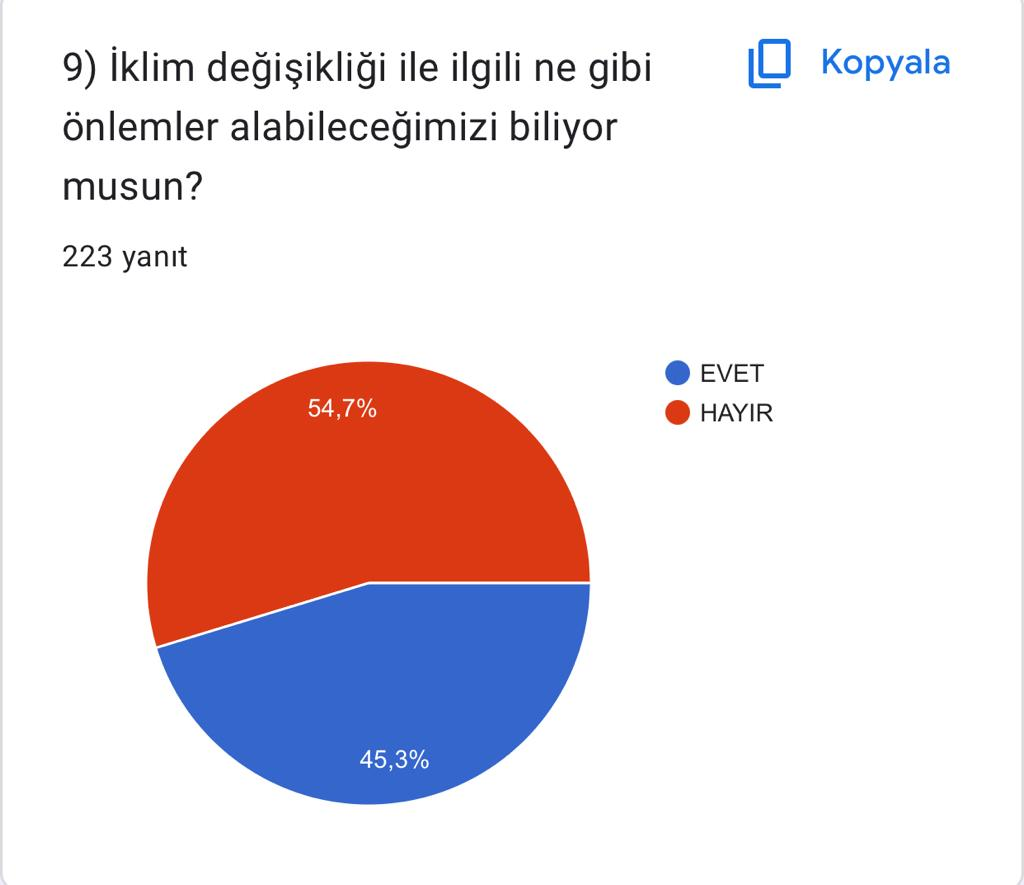 9) İklim değişikliği ile ilgili ne gibi
önlemler alabileceğimizi biliyor
musun?
Kopyala
223 yanıt
EVET
HAYIR
54,7%
45,3%